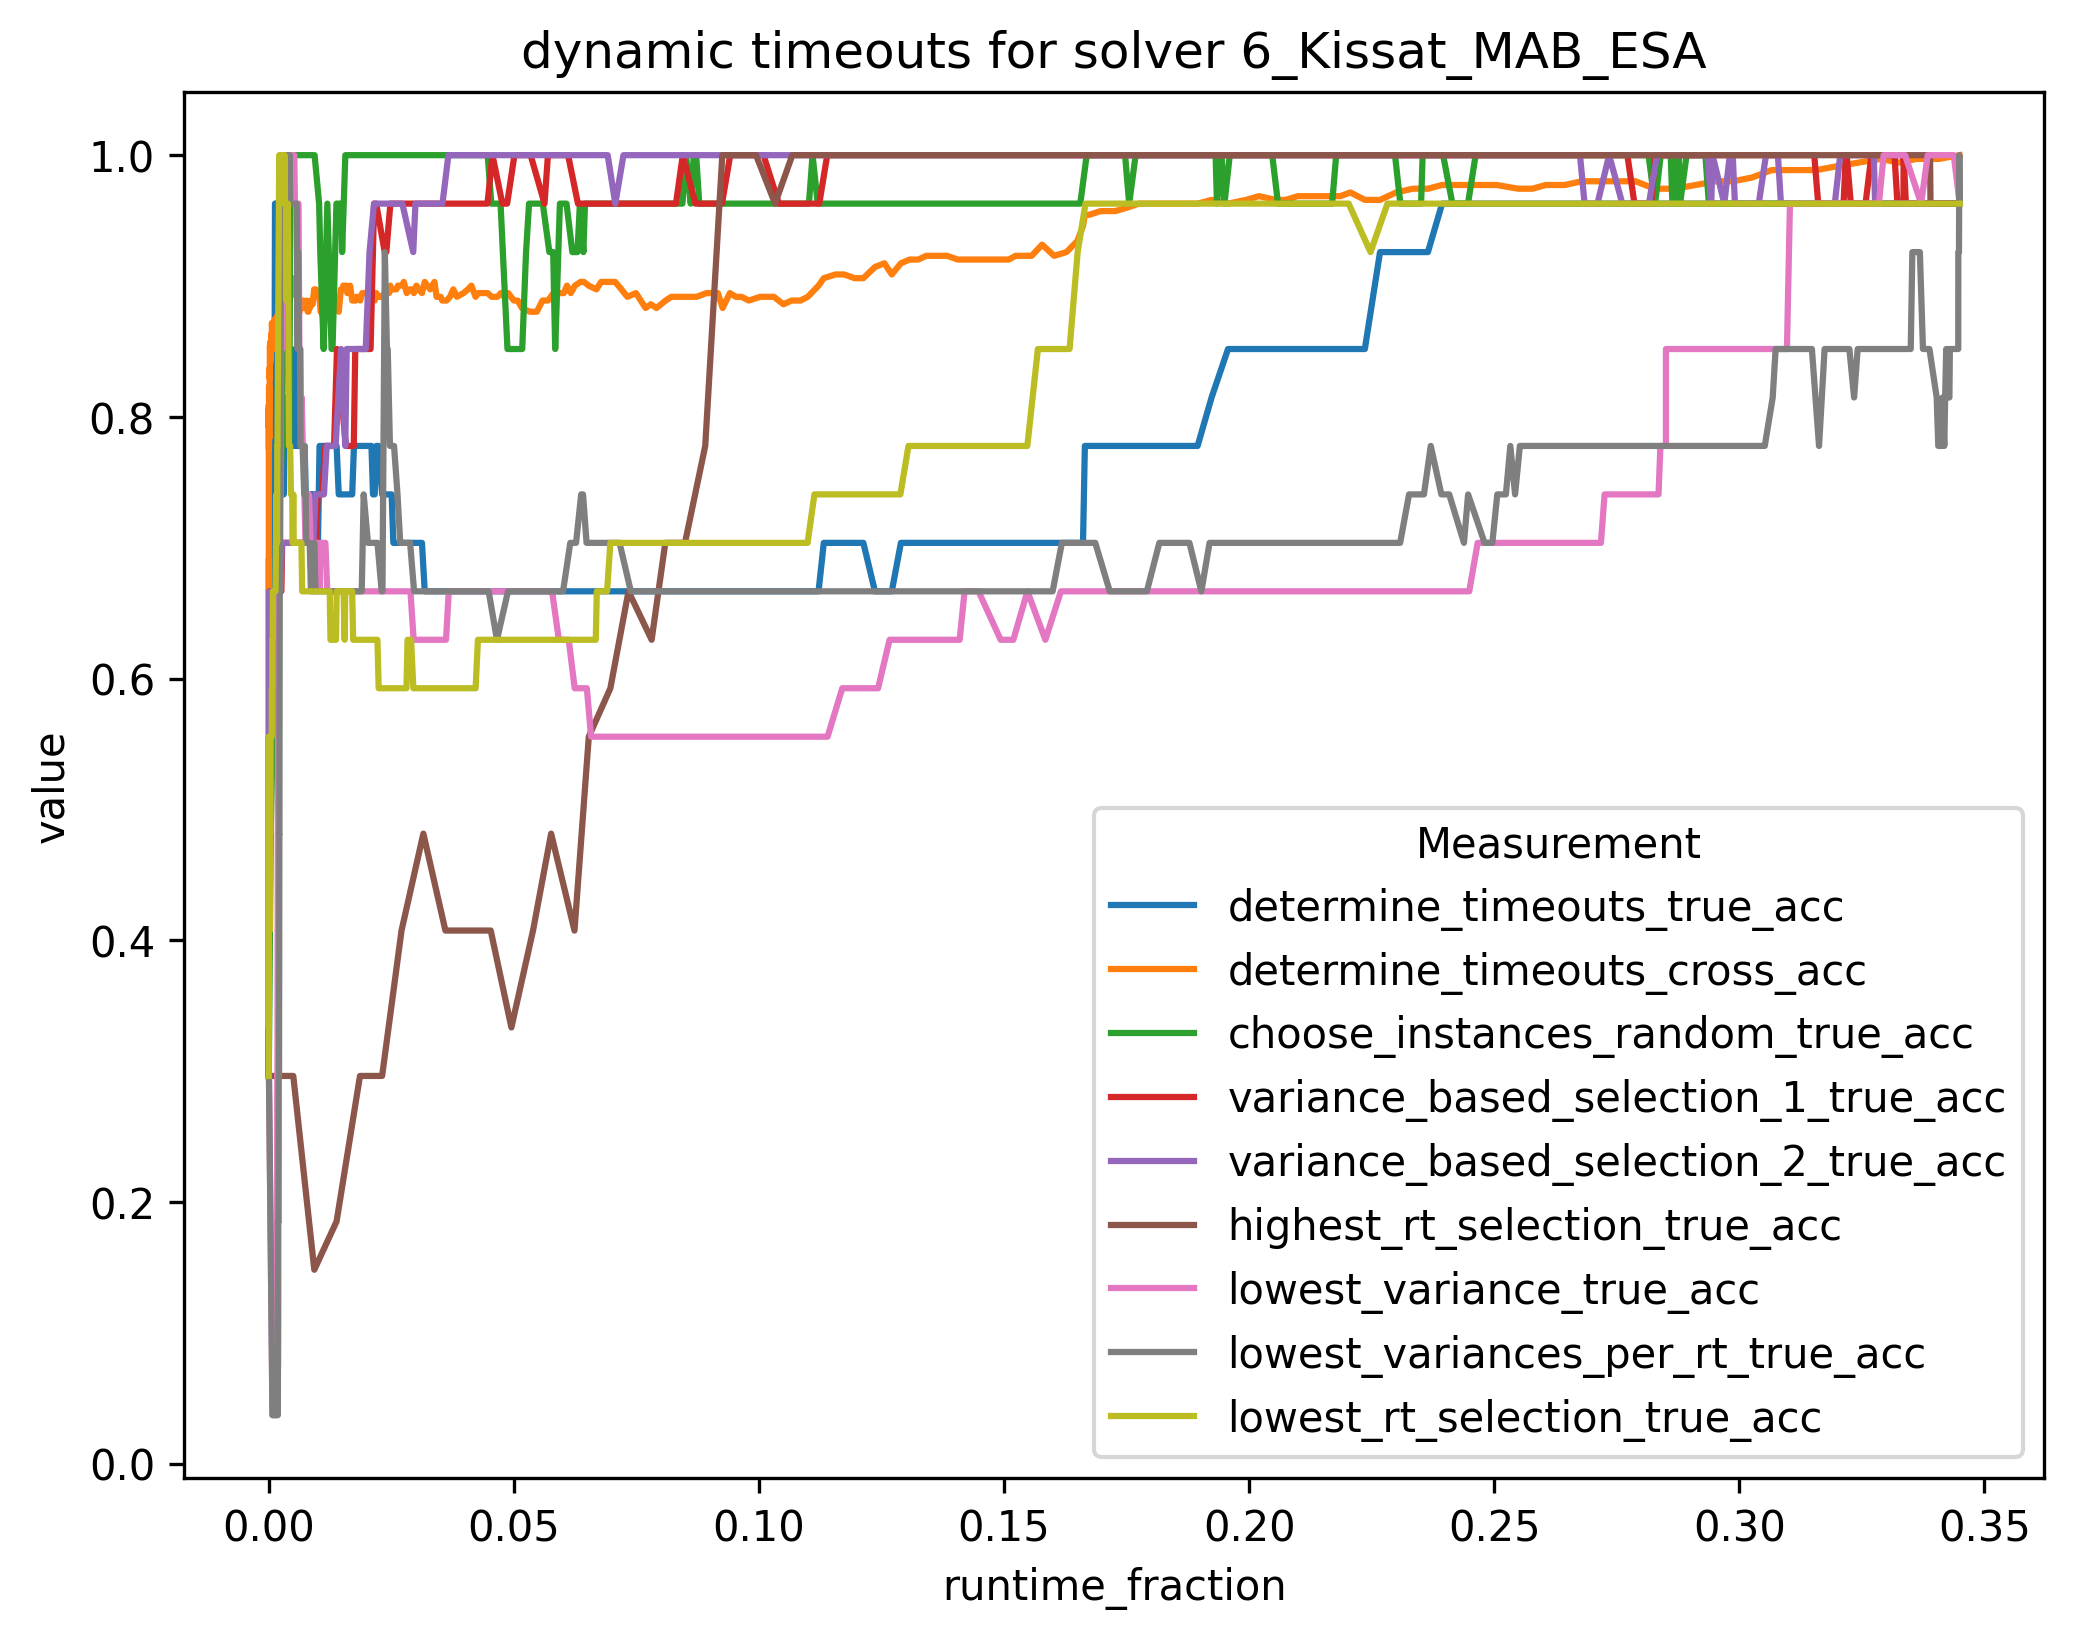 dynamic timeouts for solver 6_Kissat_MAB_ESA
value
1.0
0.8
0.6
0.4
0.2
0.0
Measurement
determine_timeouts_true_acc
determine_timeouts_cross_acc
choose_instances_random_true_acc
variance_based_selection_1_true_acc
variance_based_selection_2_true_acc
highest_rt_selection_true_acc
lowest_variance_true_acc
lowest_variances_per_rt_true_acc
lowest_rt_selection_true_acc
0.00 0.05 0.10 0.15 0.20 0.25 0.30 0.35
runtime_fraction